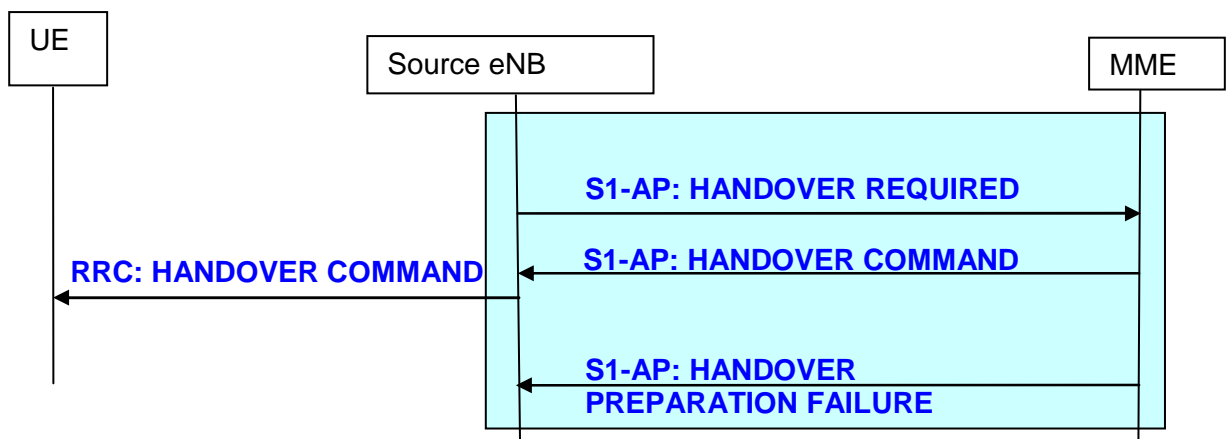 UE
Source eNB
MME
S1-AP: HANDOVER REQUIRED
S1-AP: HANDOVER COMMAND
RRC: HANDOVER COMMAND
S1-AP: HANDOVER
PREPARATION FAILURE